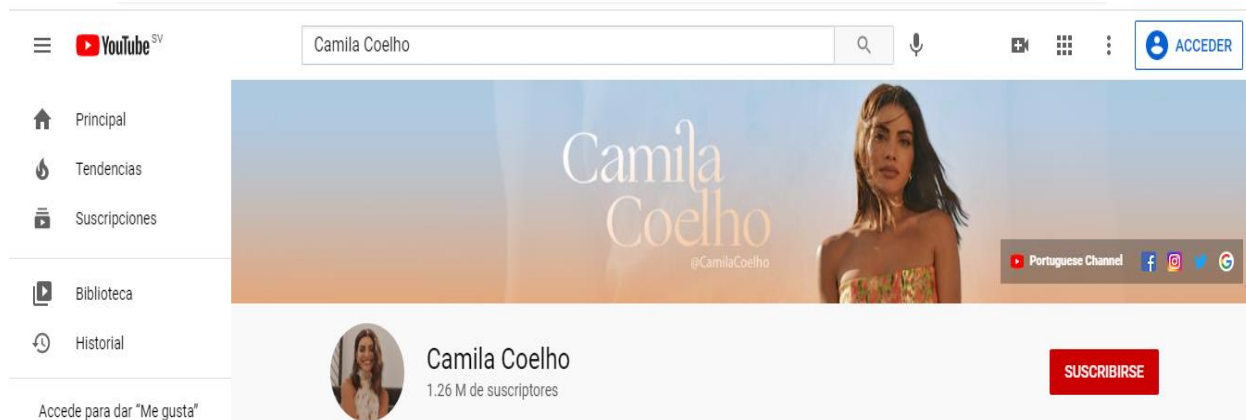 YouTube SV
Camila Coelho
ACCEDER
Principal
Tendencias
Suscripciones
Biblioteca
Historial
Accede para dar “Me gusta”
Camila
Coelho
@CamilaCoelho
Portuguese Channel
Camila Coelho
1.26 M de suscriptores
SUSCRIBIRSE